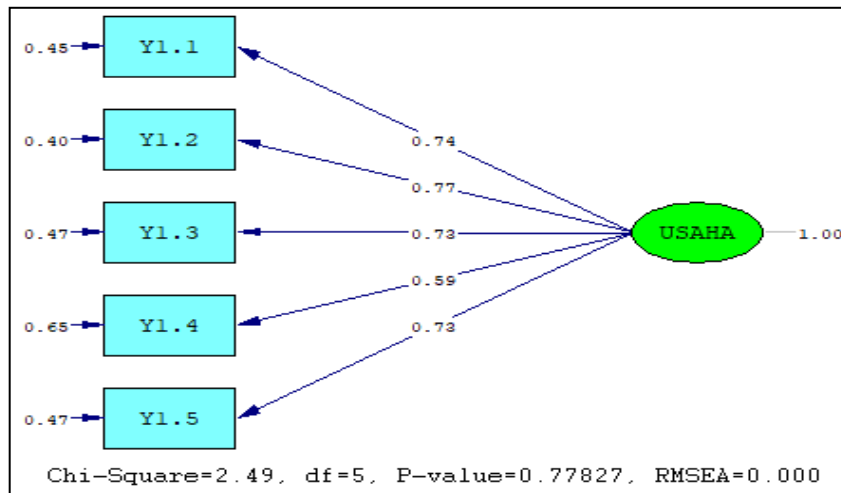 0.45 Y1.1
0.74
0.40 Y1.2
0.77
0.47 Y1.3 0.73 USAHA 1.00
0.59
0.65 Y1.4
0.73
0.47 Y1.5
Chi-Square=2.49, df=5, P-value=0.77827, RMSEA=0.000